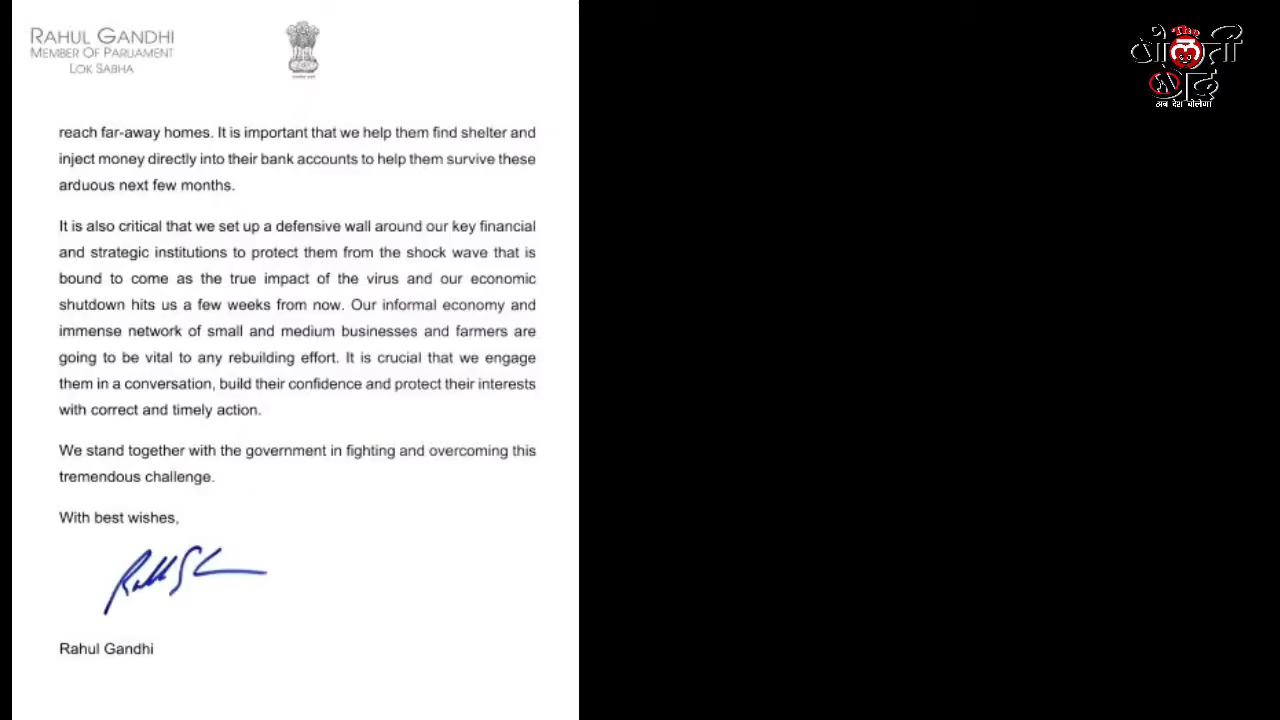 RAHUL GANDHI
MEMBER OF PARLIAMENT
LOK SABHA
reach far-away homes. It is important that we help them find shelter and
inject money directly into their bank accounts to help them survive these
arduous next few months.
It is also critical that we set up a defensive wall around our key financial
and strategic institutions to protect them from the shock wave that is
bound to come as the true impact of the virus and our economic
shutdown hits us a few weeks from now. Our informal economy and
immense network of small and medium businesses and farmers are
going to be vital to any rebuilding effort. It is crucial that we engage
them in a conversation, build their confidence and protect their interests
with correct and timely action.
We stand together with the government in fighting and overcoming this
tremendous challenge.
With best wishes,
Rahul Gandhi
The
अब देश बोलेगा